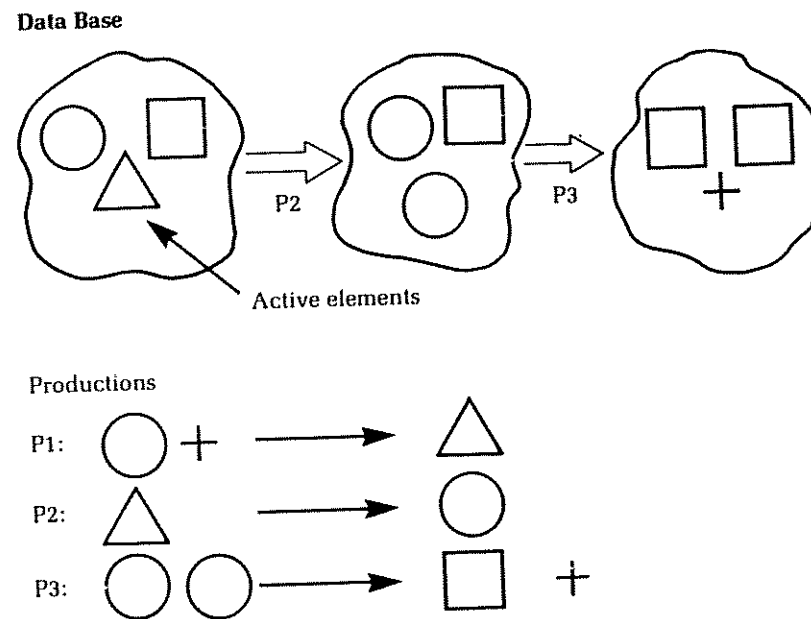 Data Base
P2
P3
Active elements
Productions
P1:
P2:
P3: